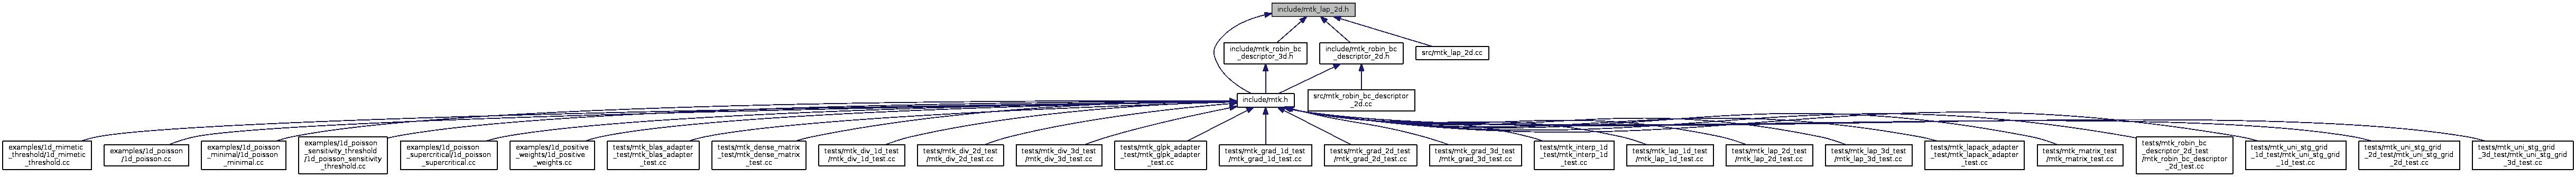 include/mtk_lap_2d.h
include/mtk_robin_bc
_descriptor_3d.h
include/mtk_robin_bc
_descriptor_2d.h
src/mtk_lap_2d.cc
include/mtk.h
src/mtk_robin_bc_descriptor
_2d.cc
examples/1d_mimetic
_threshold/1d_mimetic
_threshold.cc
examples/1d_poisson
/1d_poisson.cc
examples/1d_poisson
_minimal/1d_poisson
_minimal.cc
examples/1d_poisson
_sensitivity_threshold
/1d_poisson_sensitivity
_threshold.cc
examples/1d_poisson
_supercritical/1d_poisson
_supercritical.cc
examples/1d_positive
_weights/1d_positive
_weights.cc
tests/mtk_blas_adapter
_test/mtk_blas_adapter
_test.cc
tests/mtk_dense_matrix
_test/mtk_dense_matrix
_test.cc
tests/mtk_div_1d_test
/mtk_div_1d_test.cc
tests/mtk_div_2d_test
/mtk_div_2d_test.cc
tests/mtk_div_3d_test
/mtk_div_3d_test.cc
tests/mtk_glpk_adapter
_test/mtk_glpk_adapter
_test.cc
tests/mtk_grad_1d_test
/mtk_grad_1d_test.cc
tests/mtk_grad_2d_test
/mtk_grad_2d_test.cc
tests/mtk_grad_3d_test
/mtk_grad_3d_test.cc
tests/mtk_interp_1d
_test/mtk_interp_1d
_test.cc
tests/mtk_lap_1d_test
/mtk_lap_1d_test.cc
tests/mtk_lap_2d_test
/mtk_lap_2d_test.cc
tests/mtk_lap_3d_test
/mtk_lap_3d_test.cc
tests/mtk_lapack_adapter
_test/mtk_lapack_adapter
_test.cc
tests/mtk_matrix_test
/mtk_matrix_test.cc
tests/mtk_robin_bc
_descriptor_2d_test
/mtk_robin_bc_descriptor
_2d_test.cc
tests/mtk_uni_stg_grid
_1d_test/mtk_uni_stg_grid
_1d_test.cc
tests/mtk_uni_stg_grid
_2d_test/mtk_uni_stg_grid
_2d_test.cc
tests/mtk_uni_stg_grid
_3d_test/mtk_uni_stg_grid
_3d_test.cc